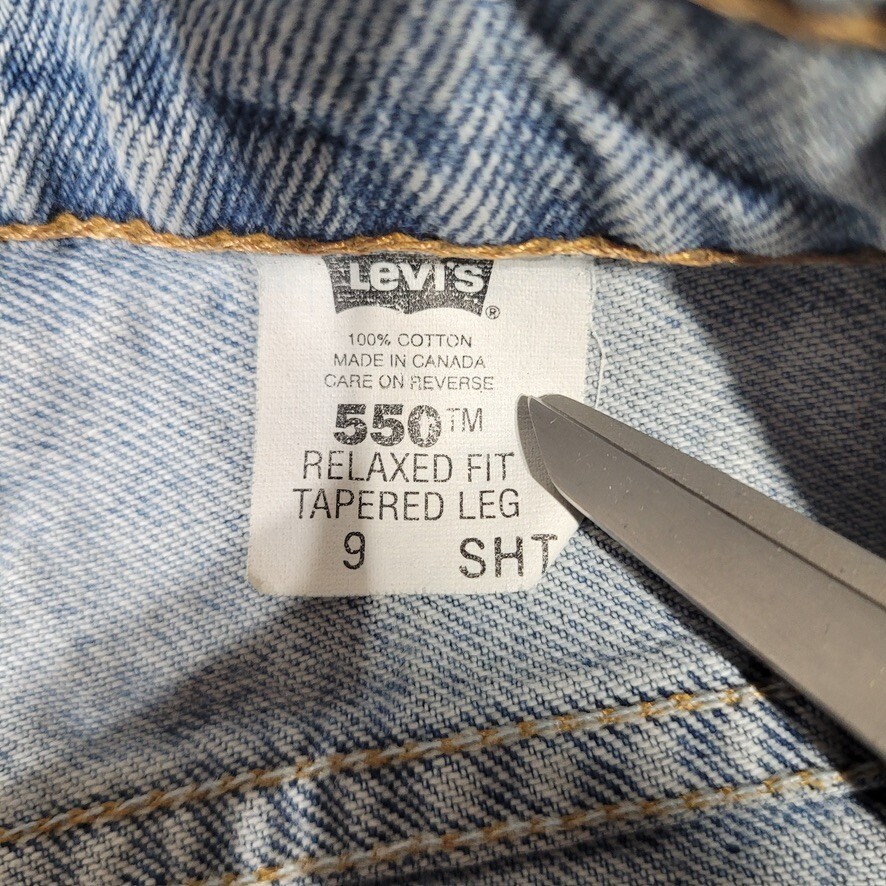 Levi's®
100% COTTON
MADE IN CANADA
CARE ON REVERSE
550™
RELAXED FIT
TAPERED LEG
9 SHT